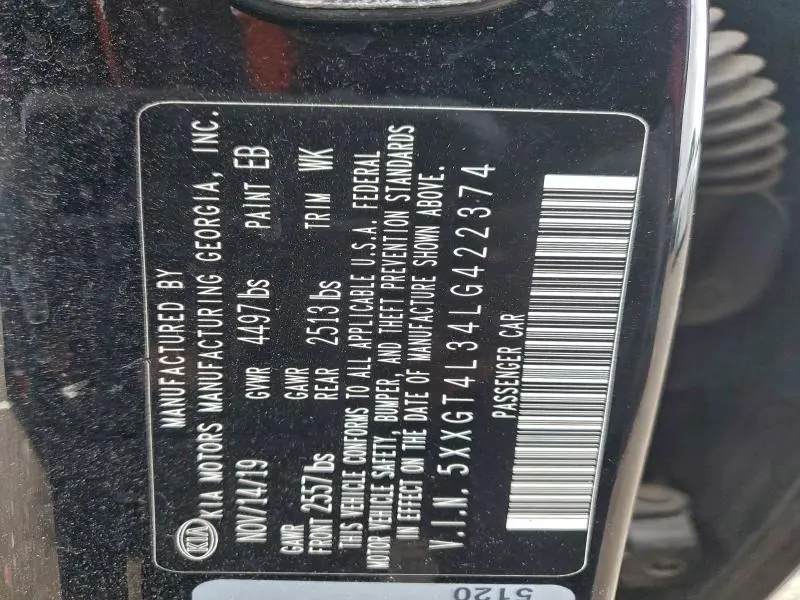 MANUFACTURED BY
KIA KIA MOTORS MANUFACTURING GEORGIA, INC.
NOV/14/19 GVWR 4497lbs PAINT EB
GAWR FRONT 2557lbs GAWR REAR 2513lbs TRIM WK
THIS VEHICLE CONFORMS TO ALL APPLICABLE U.S.A. FEDERAL
MOTOR VEHICLE SAFETY, BUMPER, AND THEFT PREVENTION STANDARDS
IN EFFECT ON THE DATE OF MANUFACTURE SHOWN ABOVE.
V.I.N. 5XXGT4L34LG422374
PASSENGER CAR
5120